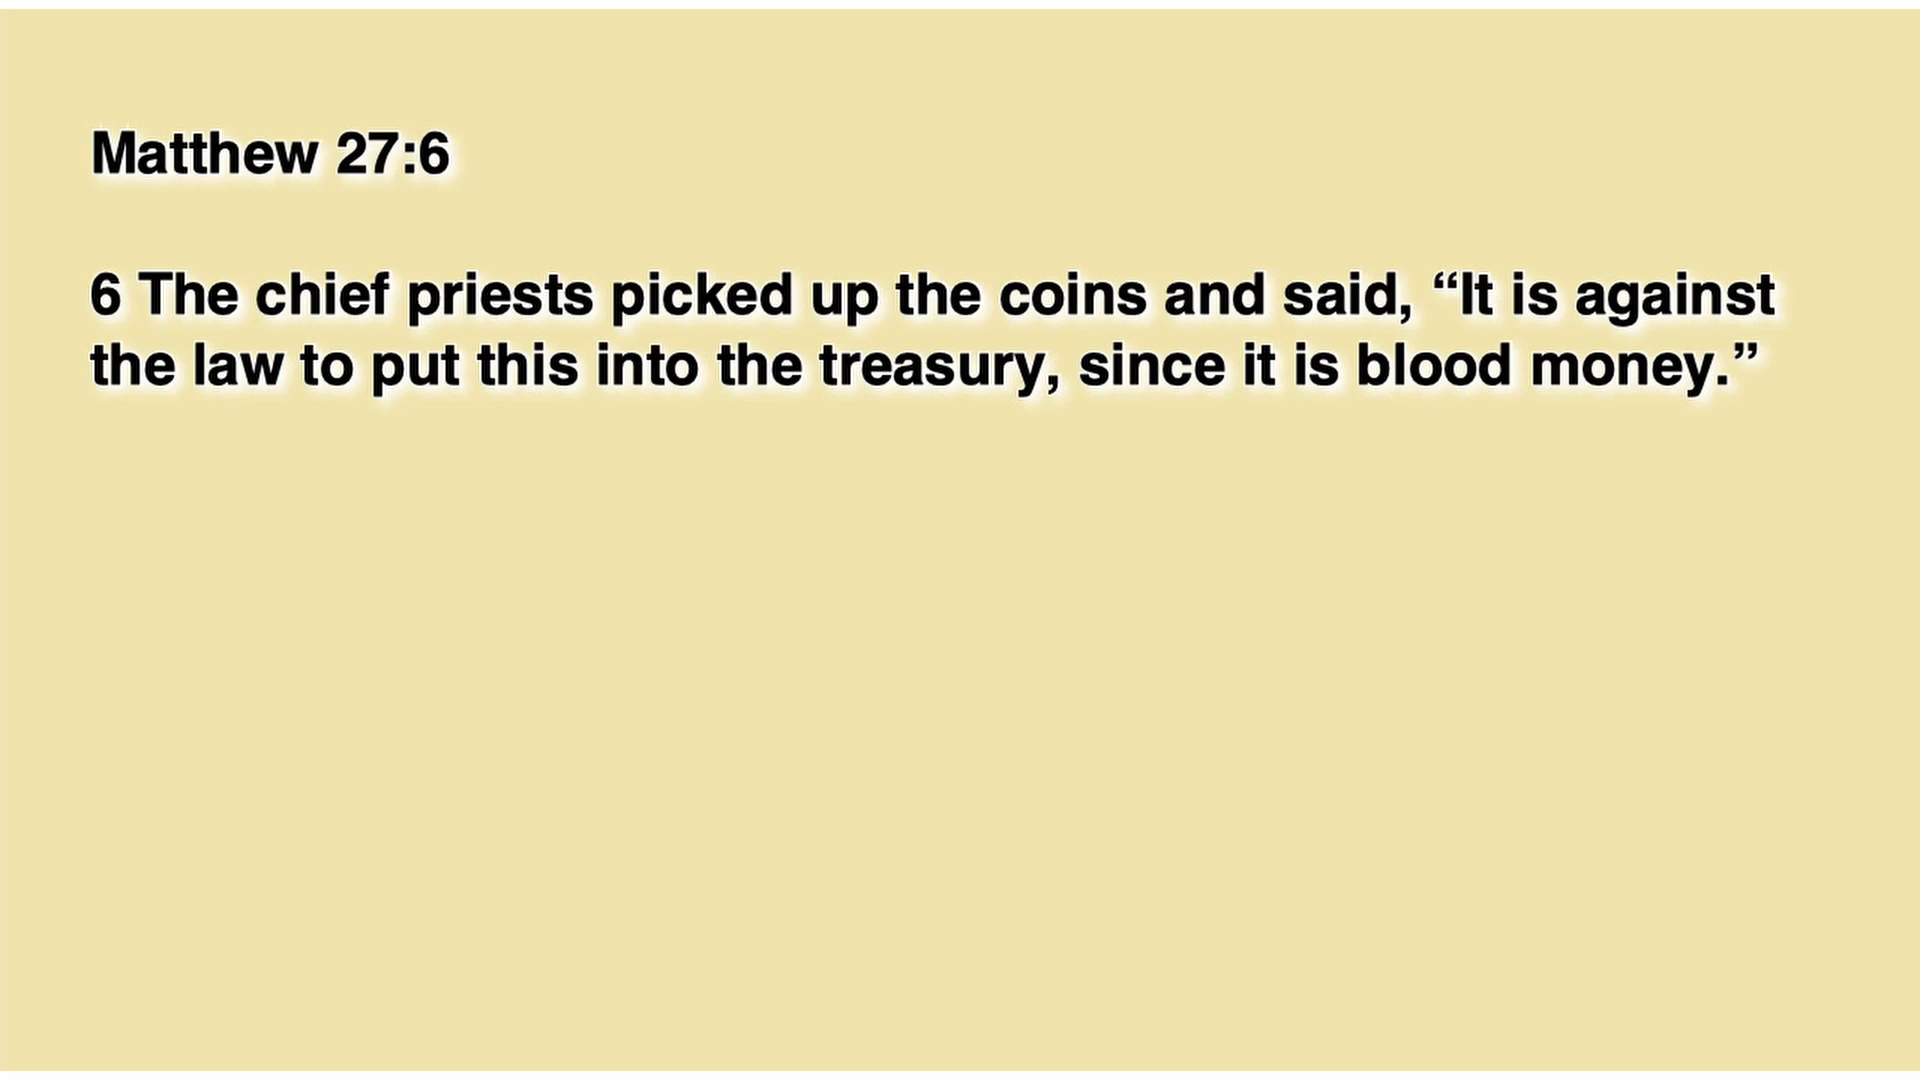 Matthew 27:6
6 The chief priests picked up the coins and said, “It is against
the law to put this into the treasury, since it is blood money.”